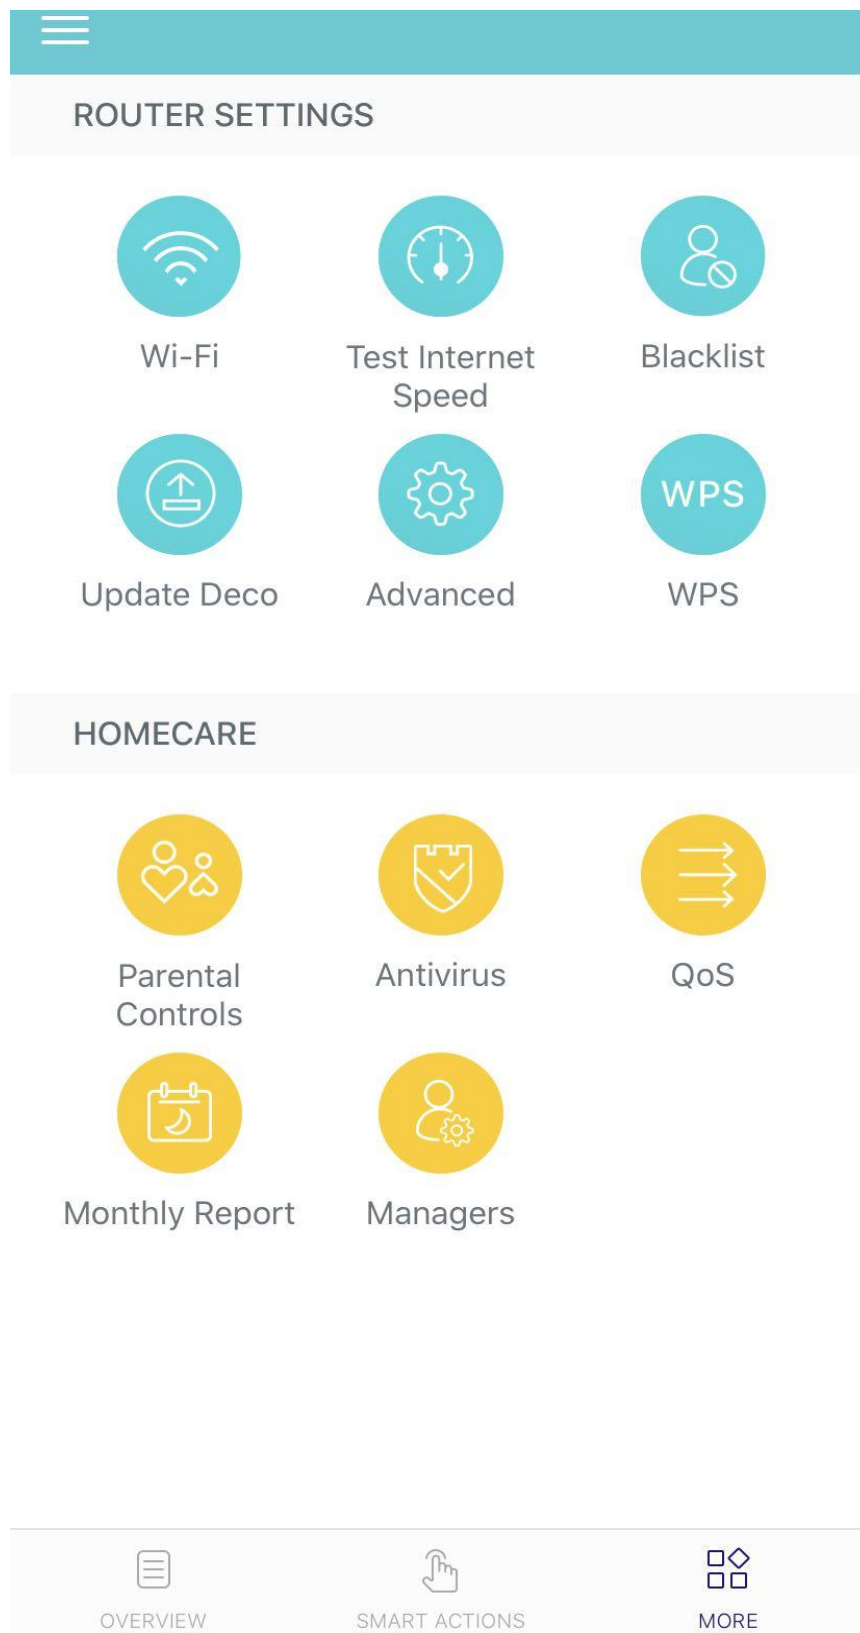 ROUTER SETTINGS
Wi-Fi
Test Internet
Speed
Blacklist
WPS
Update Deco
Advanced
WPS
HOMECARE
Parental
Controls
Antivirus
QoS
Monthly Report
Managers
OVERVIEW
SMART ACTIONS
MORE